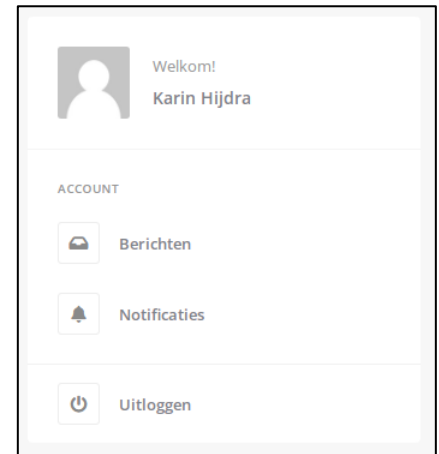 Welkom!
Karin Hijdra
ACCOUNT
Berichten
Notificaties
Uitloggen